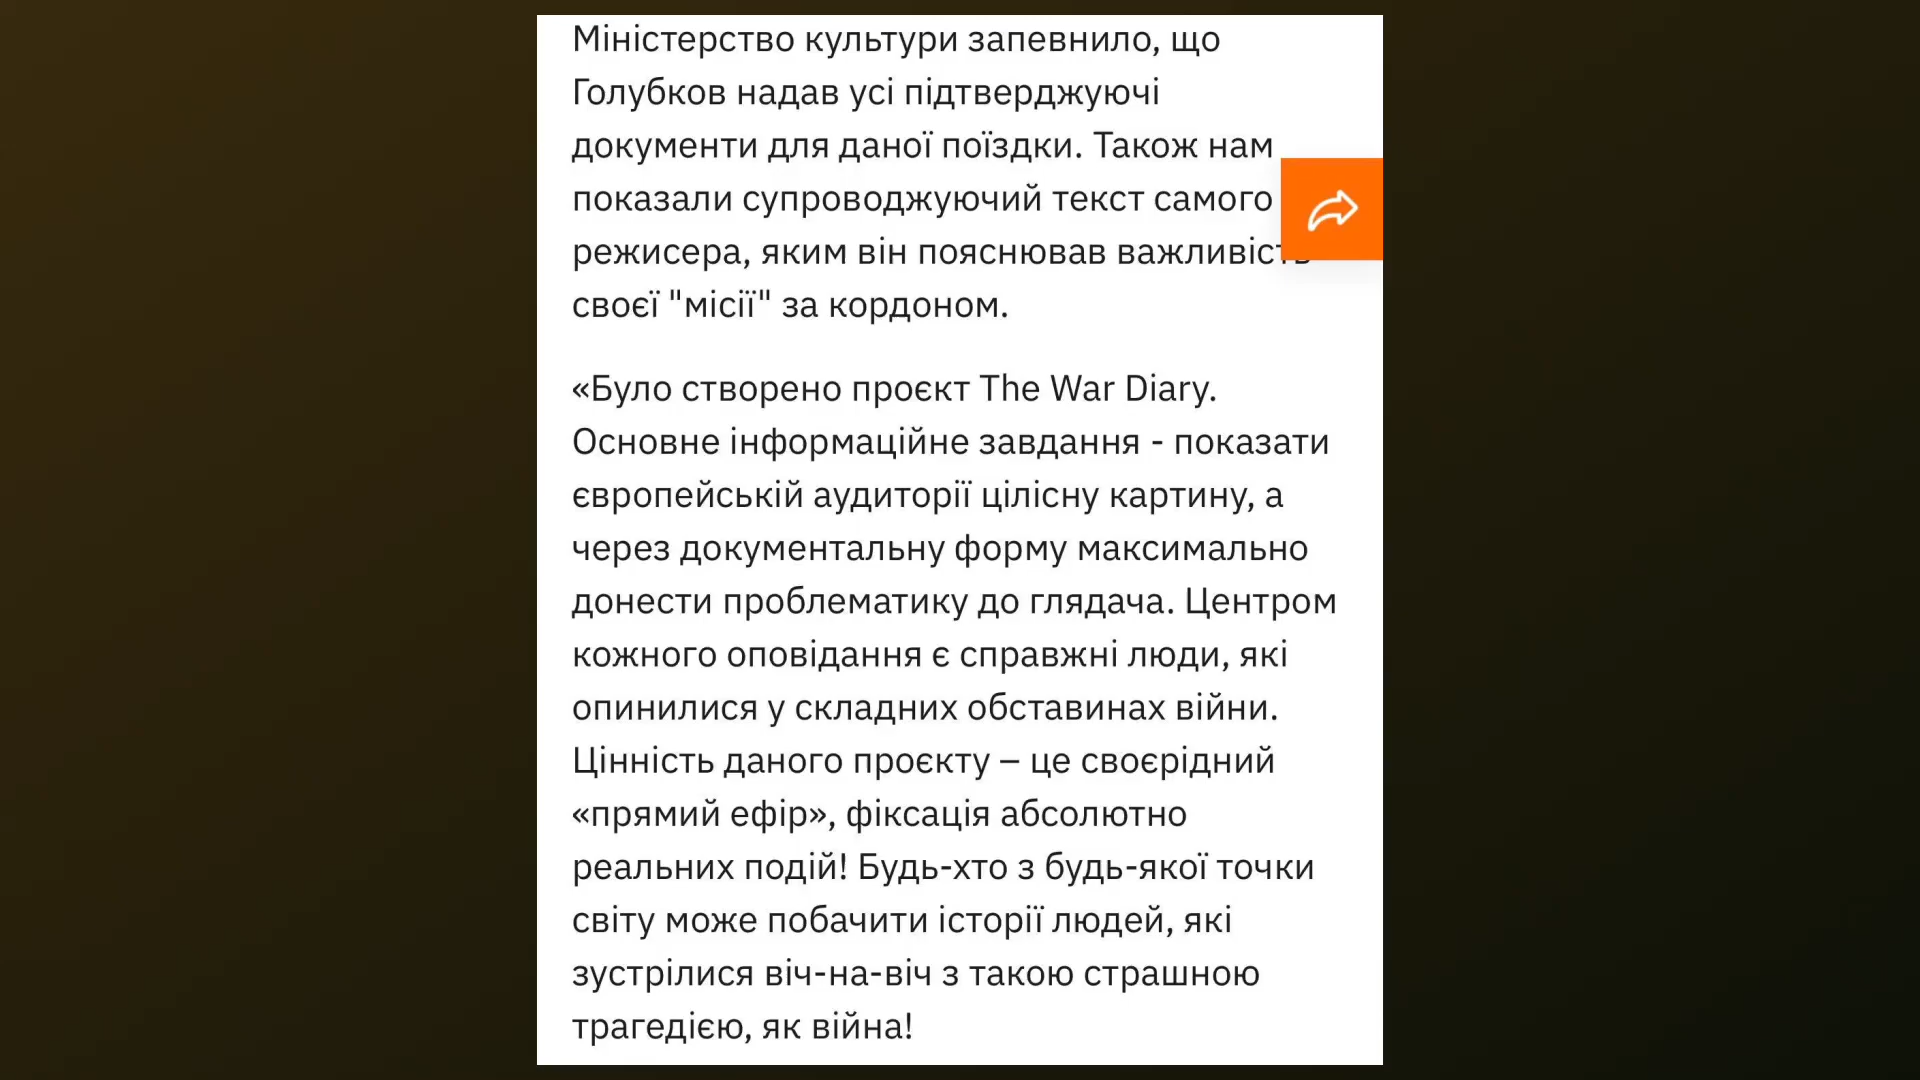 Міністерство культури запевнило, що
Голубков надав усі підтверджуючі
документи для даної поїздки. Також нам
показали супроводжуючий текст самого
режисера, яким він пояснював важливість
своєї "місії" за кордоном.
«Було створено проєкт The War Diary.
Основне інформаційне завдання - показати
європейській аудиторії цілісну картину, а
через документальну форму максимально
донести проблематику до глядача. Центром
кожного оповідання є справжні люди, які
опинилися у складних обставинах війни.
Цінність даного проєкту – це своєрідний
«прямий ефір», фіксація абсолютно
реальних подій! Будь-хто з будь-якої точки
світу може побачити історії людей, які
зустрілися віч-на-віч з такою страшною
трагедією, як війна!